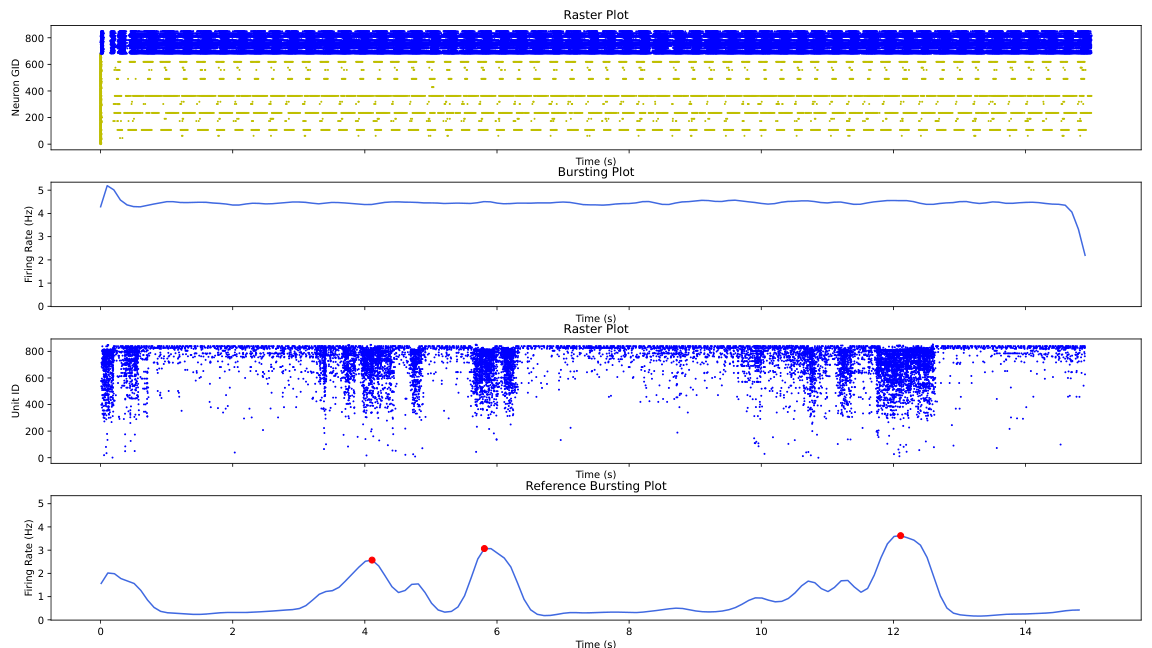 Raster Plot
Neuron GID
800
600
400
200
0
Time (s)
Bursting Plot
Firing Rate (Hz)
5
4
3
2
1
0
Time (s)
Raster Plot
Unit ID
800
600
400
200
0
Time (s)
Reference Bursting Plot
Firing Rate (Hz)
5
4
3
2
1
0
0 2 4 6 8 10 12 14
Time (s)